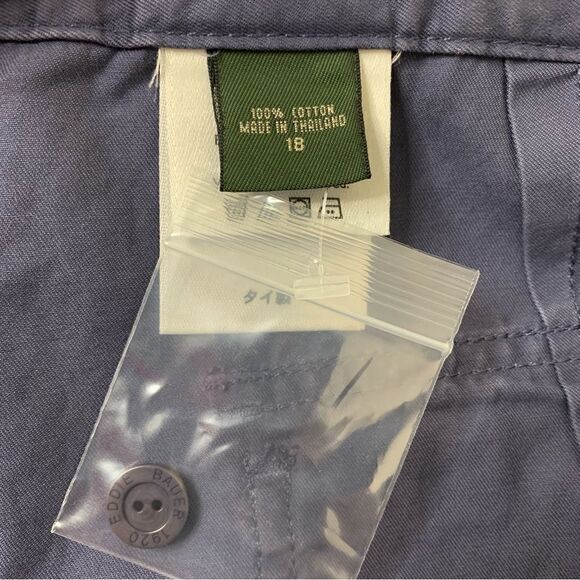 100% COTTON
MADE IN THAILAND
18
タイ製
EDDIE BAUER
1920